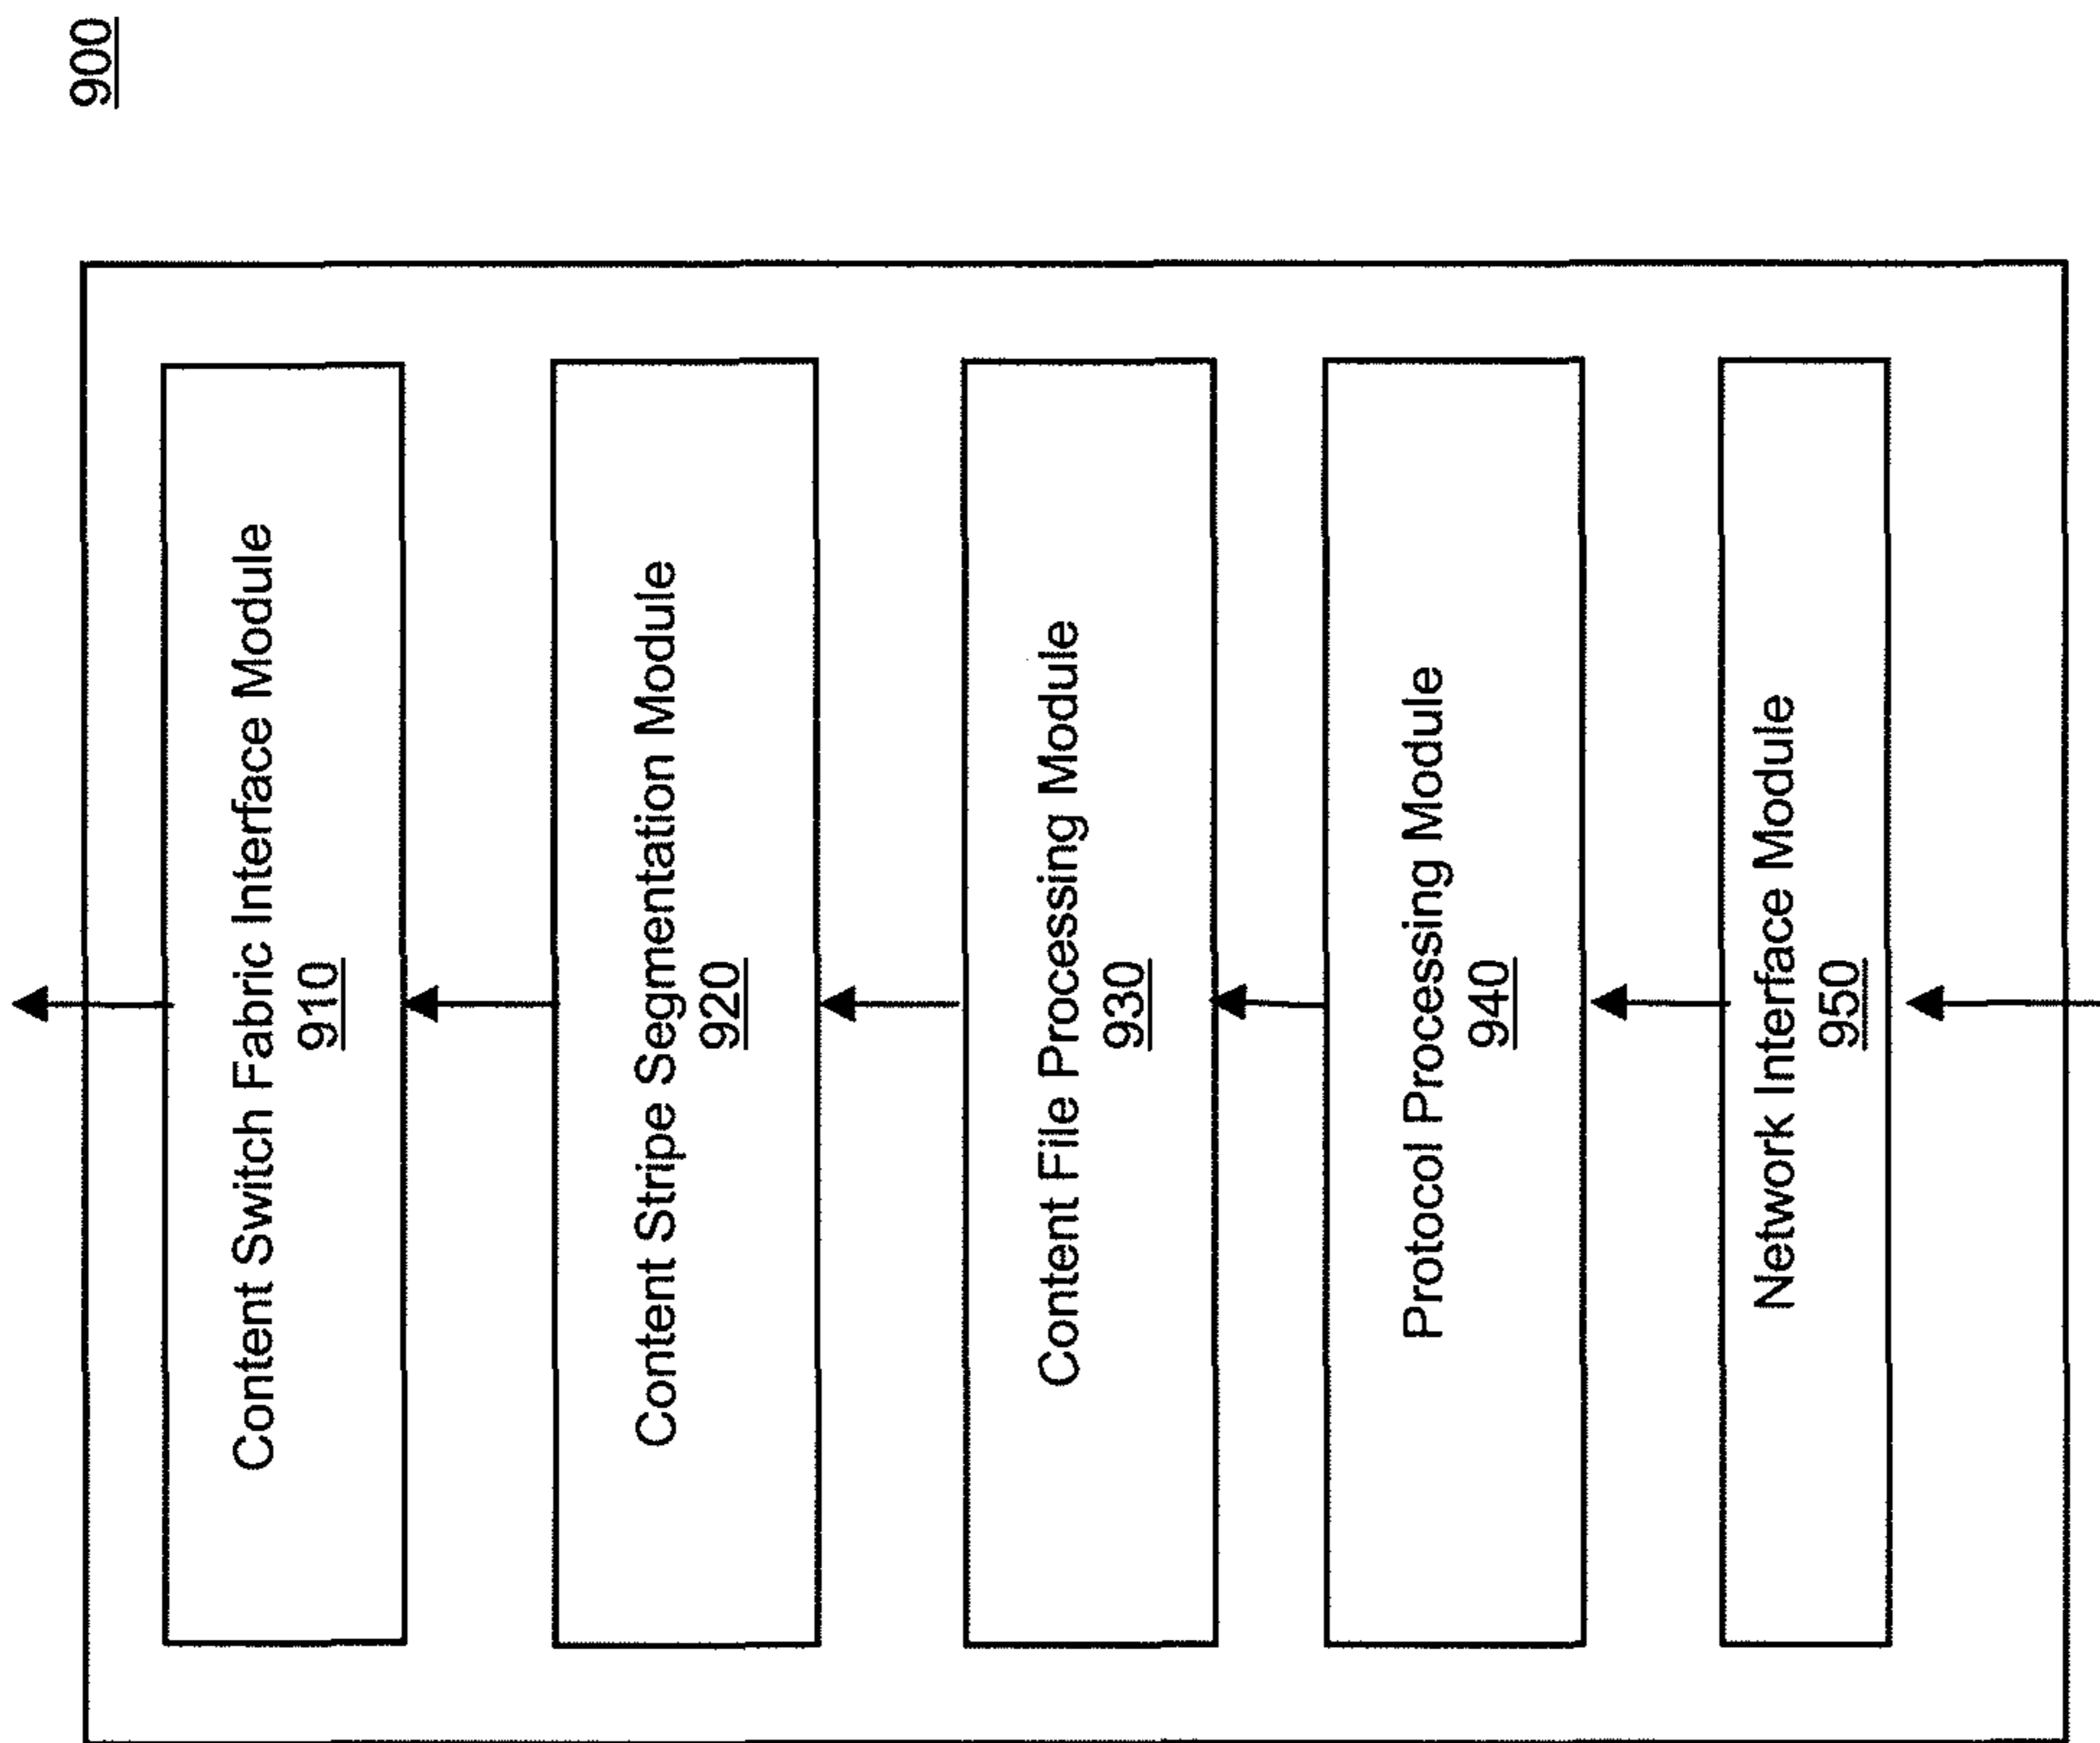 900
Content Switch Fabric Interface Module
910
Content Stripe Segmentation Module
920
Content File Processing Module
930
Protocol Processing Module
940
Network Interface Module
950